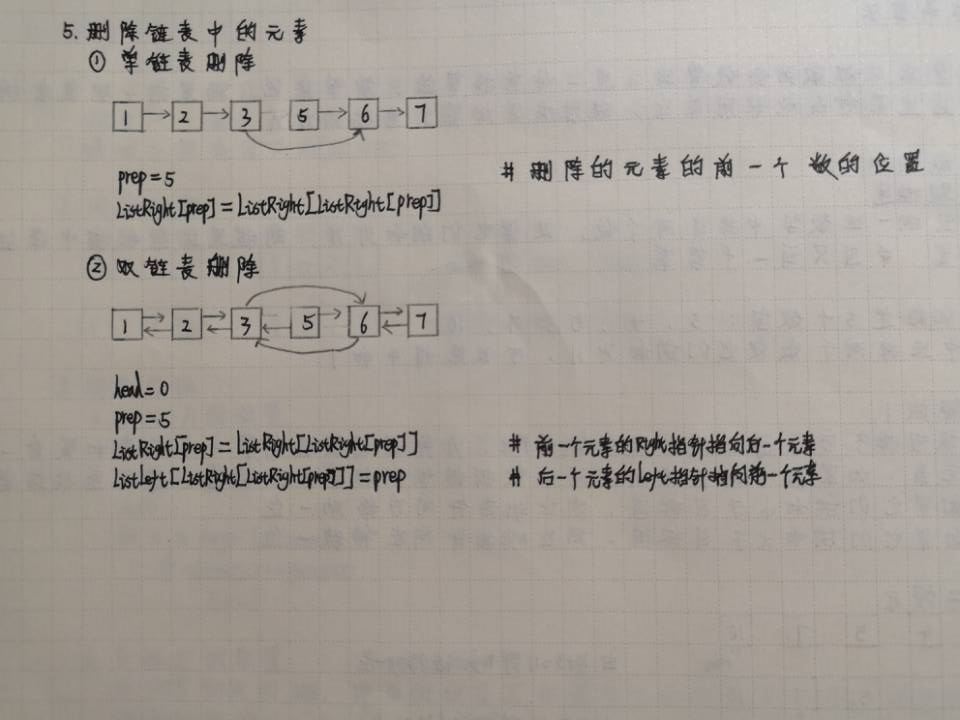 5. 删除链表中的元素
① 单链表删除
1 2 3 5 6 7
prep = 5 # 删除的元素的前一个数的位置
ListRight[prep] = ListRight[ListRight[prep]]
② 双链表删除
1 2 3 5 6 7
head = 0
prep = 5
ListRight[prep] = ListRight[ListRight[prep]] # 前一个元素的Right指针指向后一个元素
ListLeft[ListRight[ListRight[prep]]] = prep # 后一个元素的Left指针指向前一个元素